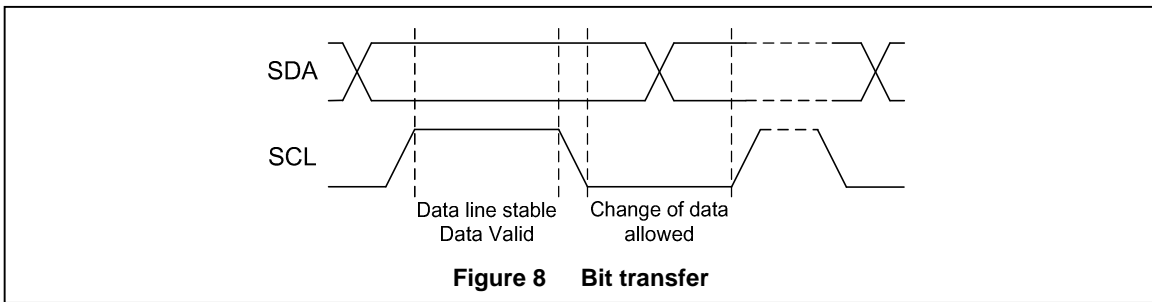 SDA
SCL
Data line stable
Data Valid
Change of data
allowed
Figure 8 Bit transfer